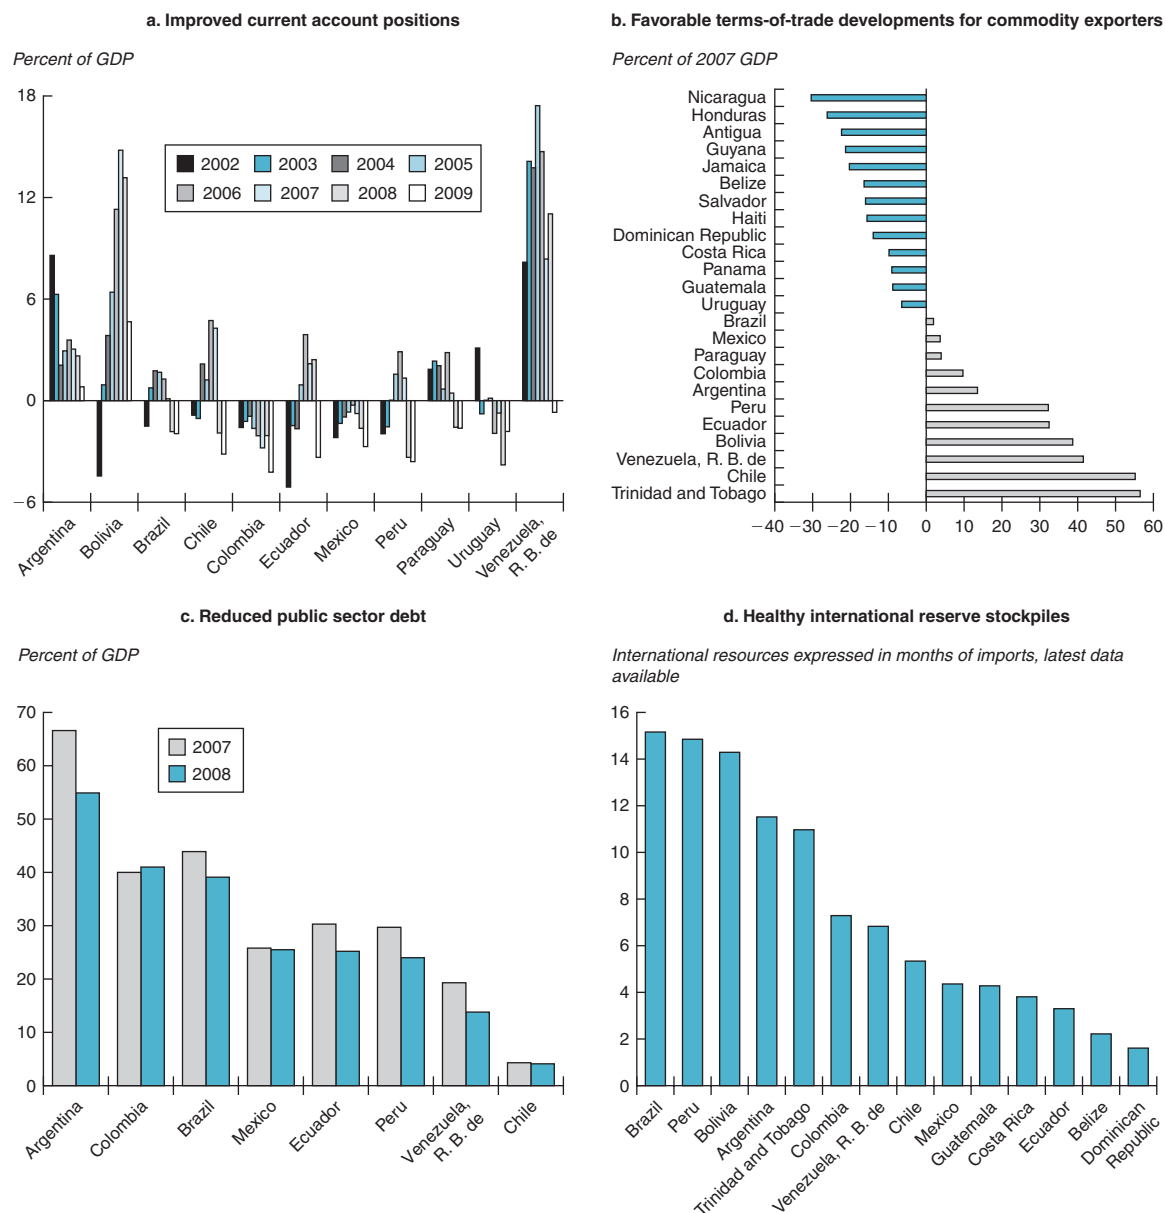 a. Improved current account positions
Percent of GDP
18
12
6
0
−6
2002
2003
2004
2005
2006
2007
2008
2009
Argentina
Bolivia
Brazil
Chile
Colombia
Ecuador
Mexico
Peru
Paraguay
Uruguay
Venezuela,
R. B. de
b. Favorable terms-of-trade developments for commodity exporters
Percent of 2007 GDP
Nicaragua
Honduras
Antigua
Guyana
Jamaica
Belize
Salvador
Haiti
Dominican Republic
Costa Rica
Panama
Guatemala
Uruguay
Brazil
Mexico
Paraguay
Colombia
Argentina
Peru
Ecuador
Bolivia
Venezuela, R. B. de
Chile
Trinidad and Tobago
−40 −30 −20 −10 0 10 20 30 40 50 60
c. Reduced public sector debt
Percent of GDP
70
60
50
40
30
20
10
0
2007
2008
Argentina
Colombia
Brazil
Mexico
Ecuador
Peru
Venezuela,
R. B. de
Chile
d. Healthy international reserve stockpiles
International resources expressed in months of imports, latest data
available
16
14
12
10
8
6
4
2
0
Brazil
Peru
Bolivia
Argentina
Trinidad and Tobago
Colombia
Venezuela, R. B. de
Chile
Mexico
Guatemala
Costa Rica
Ecuador
Belize
Dominican
Republic